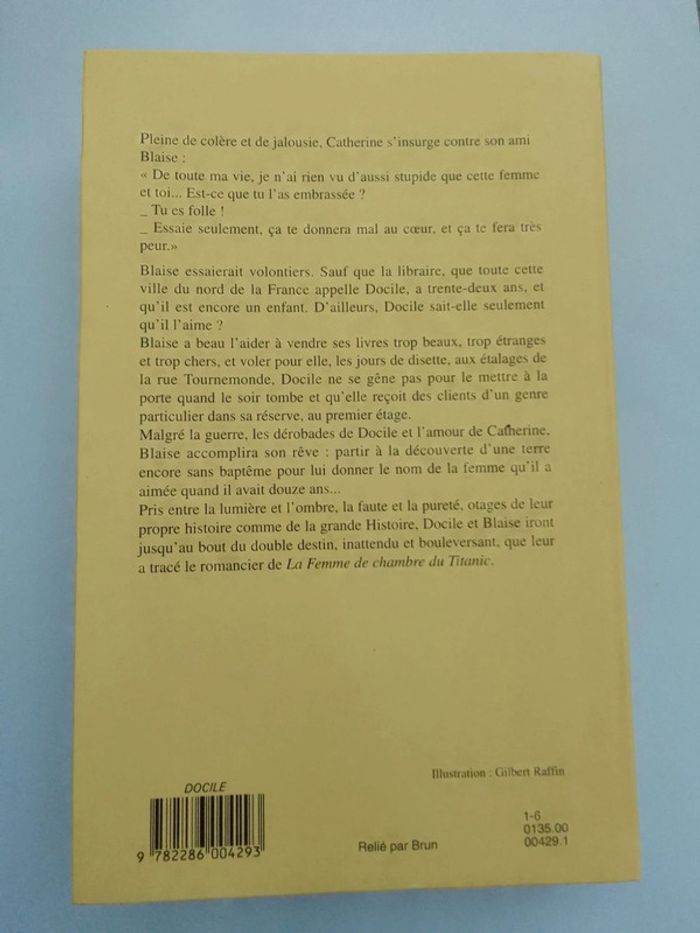 Pleine de colère et de jalousie, Catherine s'insurge contre son ami
Blaise :
« De toute ma vie, je n'ai rien vu d'aussi stupide que cette femme
et toi... Est-ce que tu l'as embrassée ?
_ Tu es folle !
_ Essaie seulement, ça te donnera mal au cœur, et ça te fera très
peur.»
Blaise essaierait volontiers. Sauf que la libraire, que toute cette
ville du nord de la France appelle Docile, a trente-deux ans, et
qu'il est encore un enfant. D'ailleurs, Docile sait-elle seulement
qu'il l'aime ?
Blaise a beau l'aider à vendre ses livres trop beaux, trop étranges
et trop chers, et voler pour elle, les jours de disette, aux étalages de
la rue Tournemonde, Docile ne se gêne pas pour le mettre à la
porte quand le soir tombe et qu'elle reçoit des clients d'un genre
particulier dans sa réserve, au premier étage.
Malgré la guerre, les dérobades de Docile et l'amour de Catherine,
Blaise accomplira son rêve : partir à la découverte d'une terre
encore sans baptême pour lui donner le nom de la femme qu'il a
aimée quand il avait douze ans...
Pris entre la lumière et l'ombre, la faute et la pureté, otages de leur
propre histoire comme de la grande Histoire, Docile et Blaise iront
jusqu'au bout du double destin, inattendu et bouleversant, que leur
a tracé le romancier de La Femme de chambre du Titanic.
Illustration : Gilbert Raffin
DOCILE
9 782286 004293
Relié par Brun
1-6
0135.00
00429.1